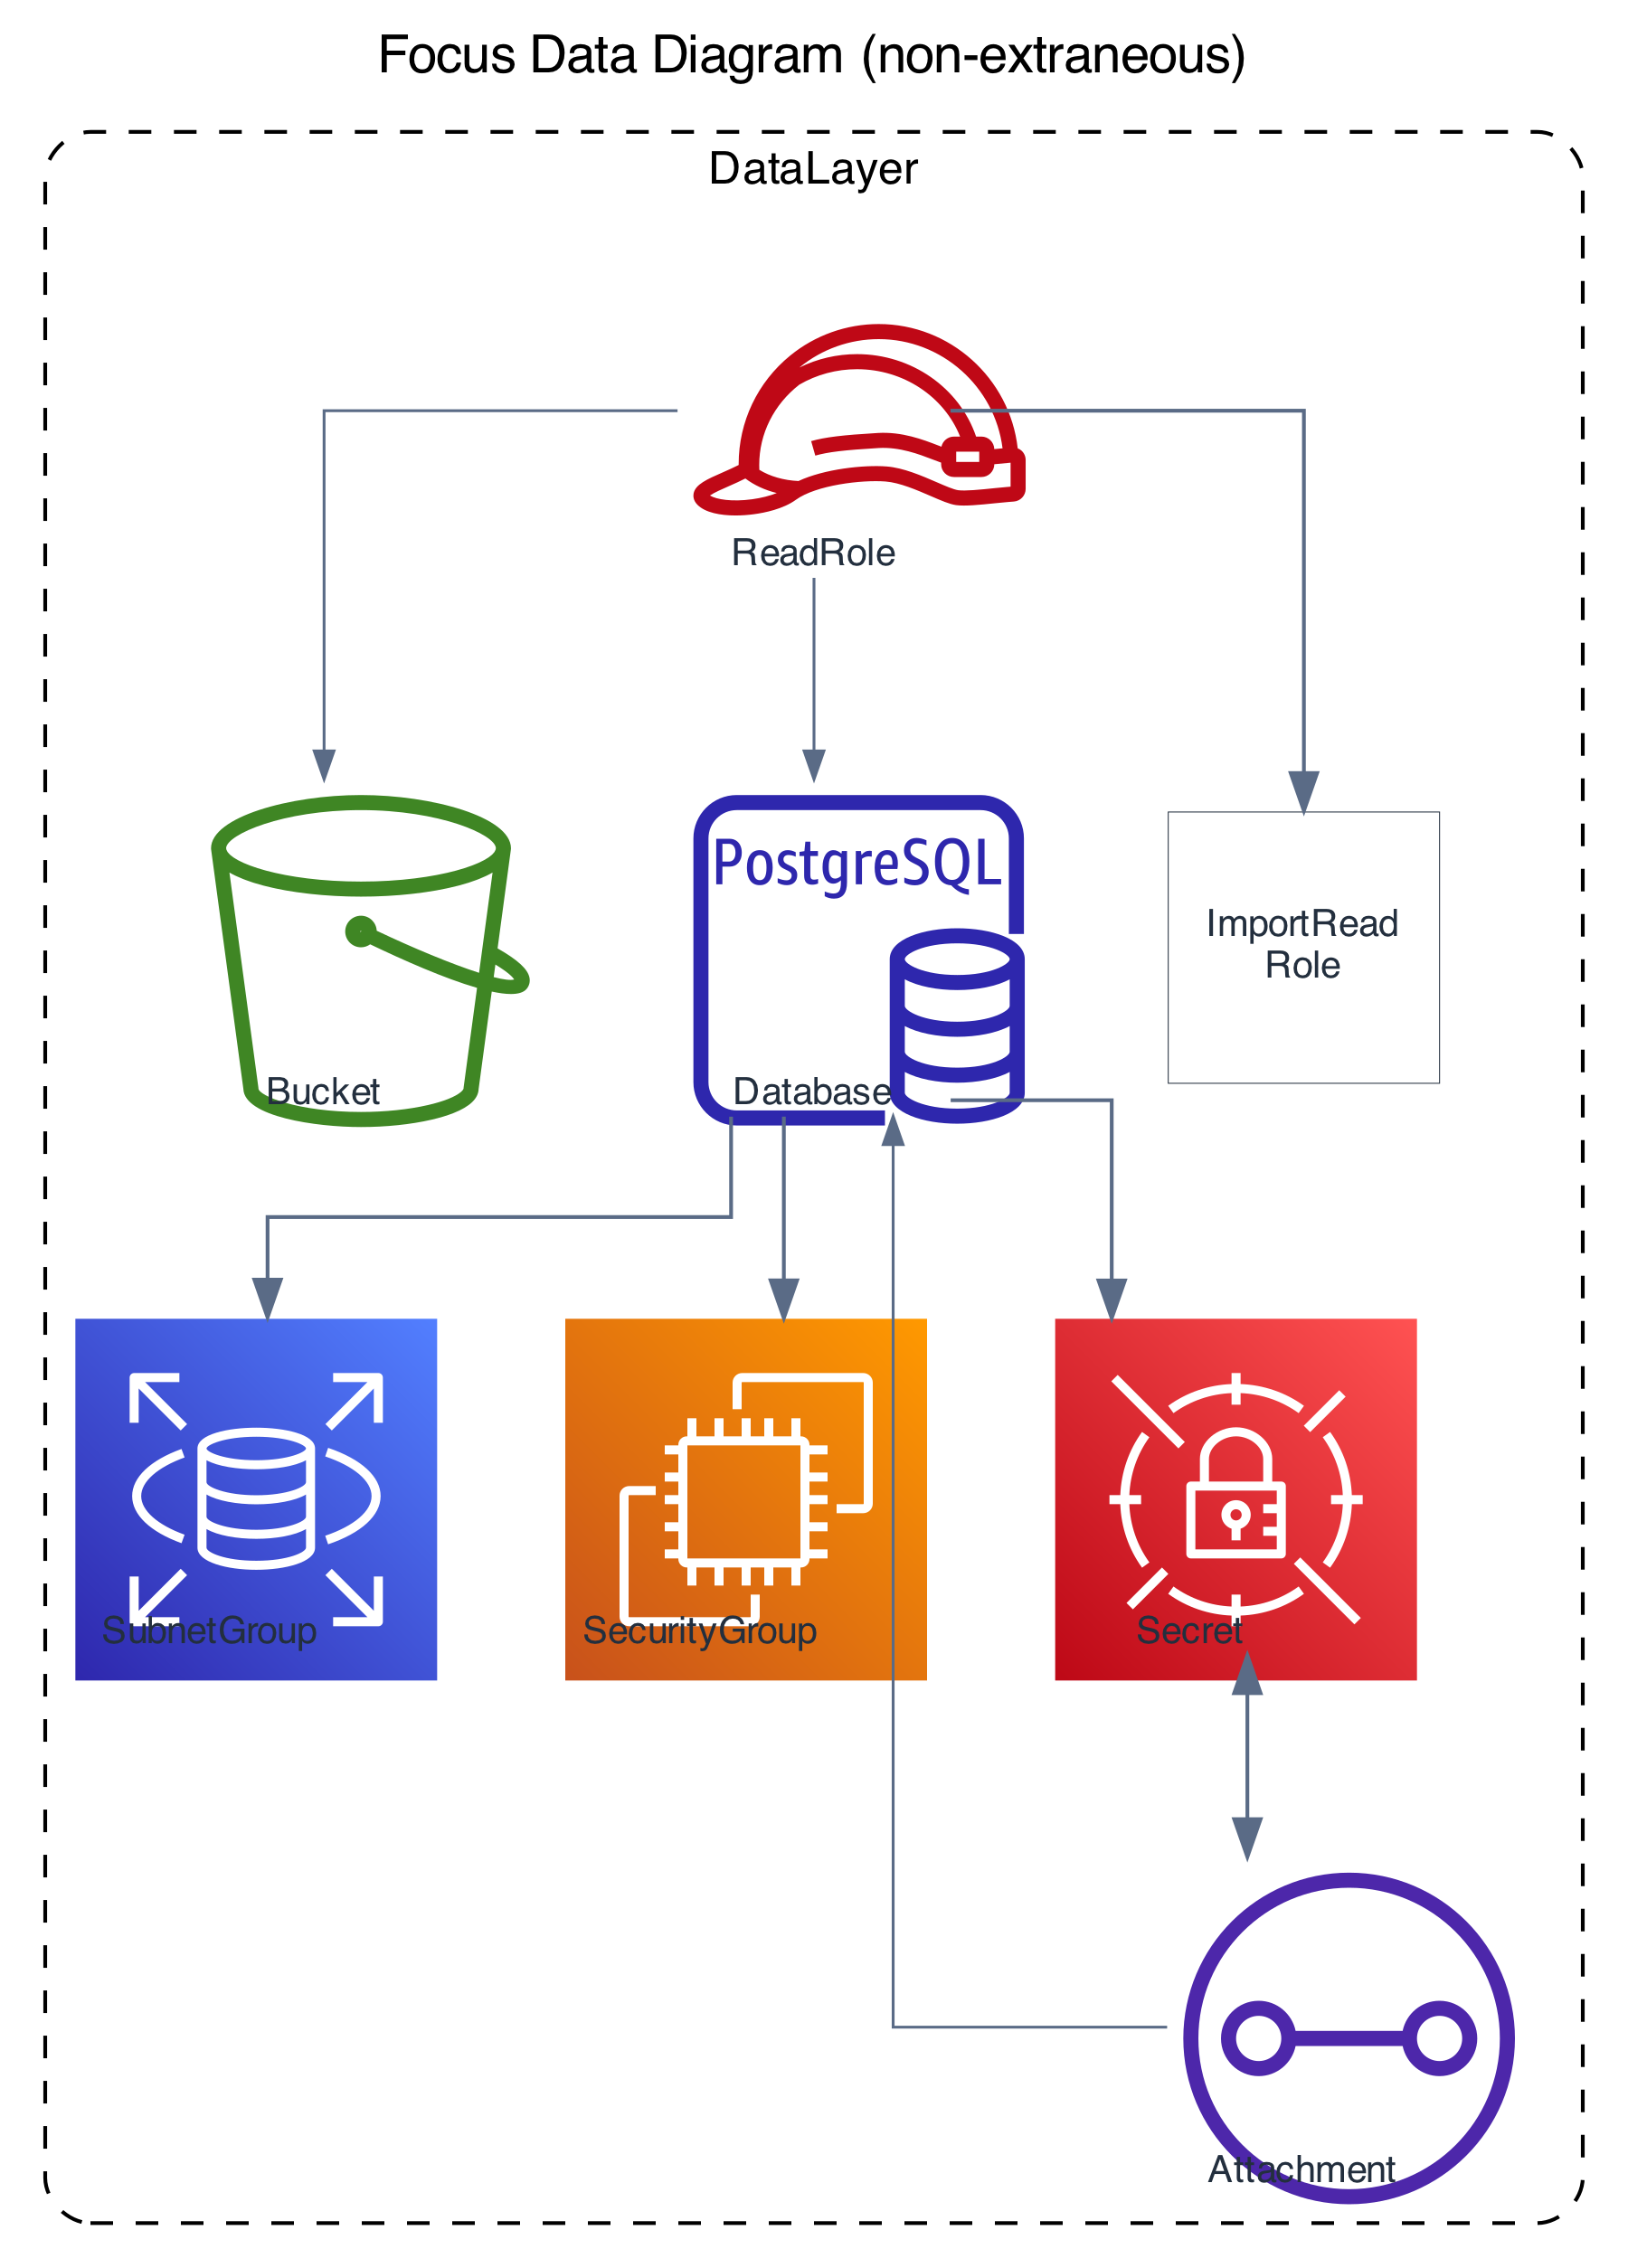 Focus Data Diagram (non-extraneous)
DataLayer
ReadRole
PostgreSQL
ImportRead
Role
Bucket
Database
SubnetGroup
SecurityGroup
Secret
Attachment